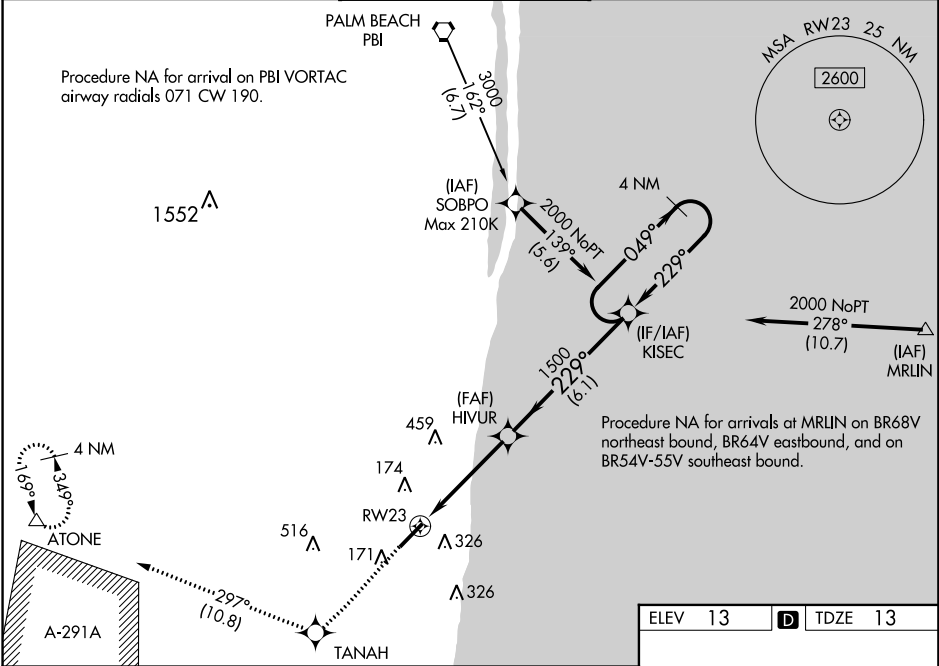 PALM BEACH
PBI
Procedure NA for arrival on PBI VORTAC
airway radials 071 CW 190.
3000
162°
(6.7)
MSA RW23 25 NM
2600
1552
(IAF)
SOBPO
Max 210K
2000 NoPT
139°
(5.6)
4 NM
049°
229°
(IF/IAF)
KISEC
2000 NoPT
278°
(10.7)
(IAF)
MRLIN
1500
229°
(6.1)
(FAF)
HIVUR
Procedure NA for arrivals at MRLIN on BR68V
northeast bound, BR64V eastbound, and on
BR54V-55V southeast bound.
459
174
RW23
516
171
326
326
4 NM
169°
349°
ATONE
297°
(10.8)
A-291A
TANAH
ELEV 13 D TDZE 13